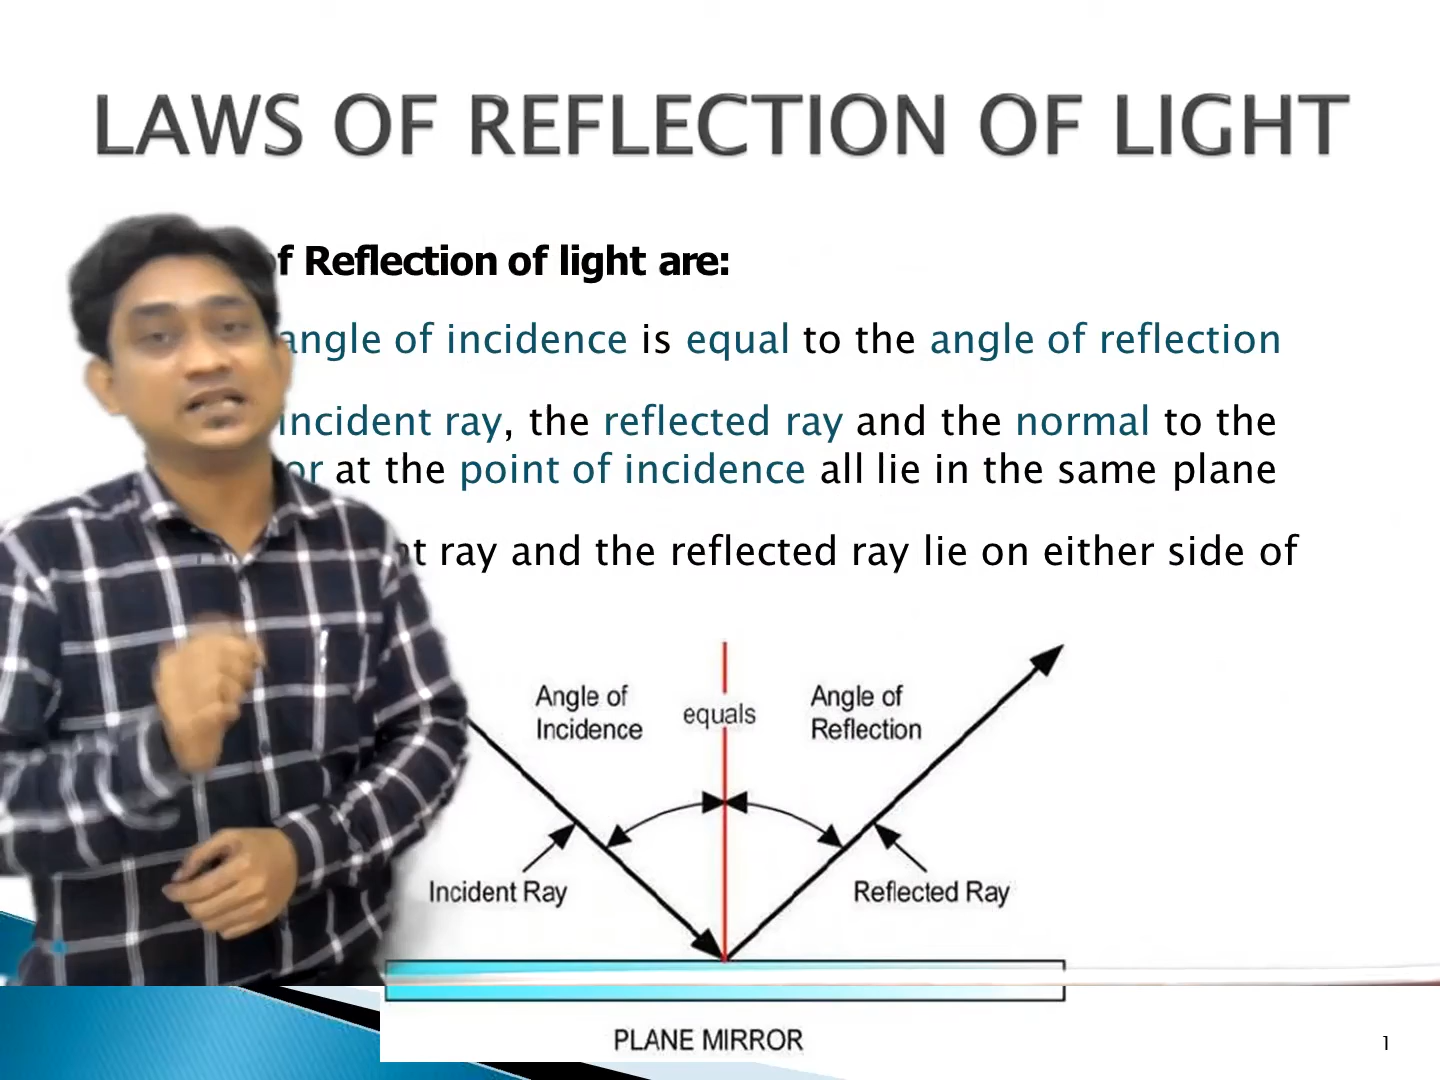 LAWS OF REFLECTION OF LIGHT
of Reflection of light are:
angle of incidence is equal to the angle of reflection
incident ray, the reflected ray and the normal to the
at the point of incidence all lie in the same plane
ray and the reflected ray lie on either side of
Angle of
Incidence
equals
Angle of
Reflection
Incident Ray
Reflected Ray
PLANE MIRROR
1